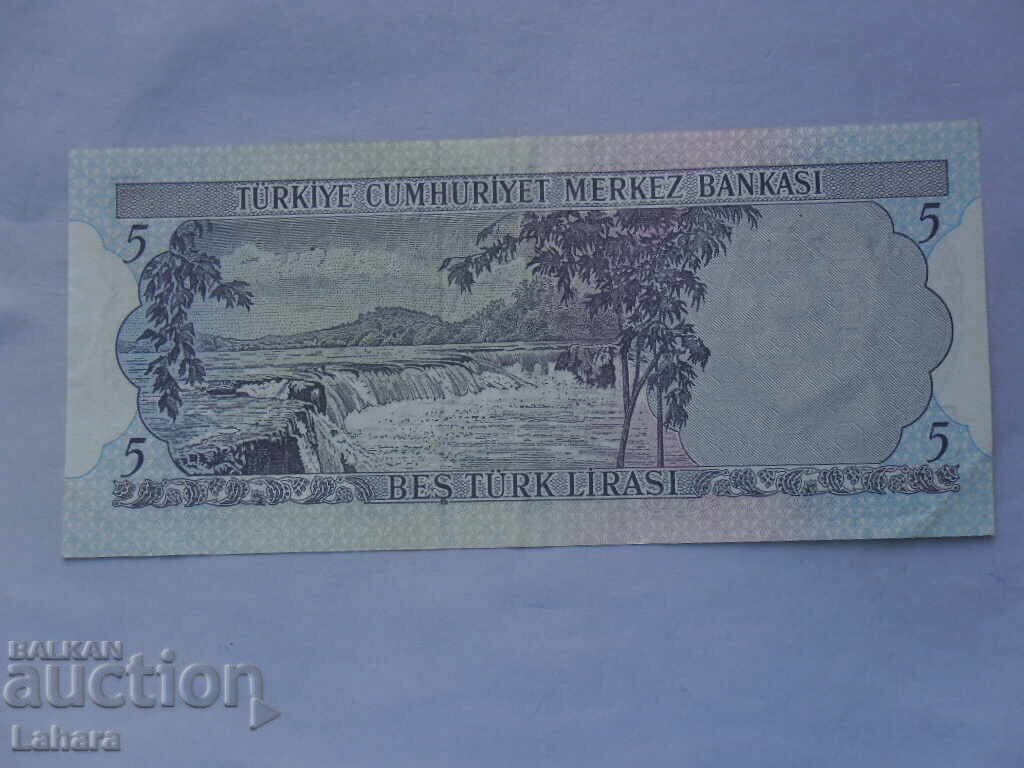 TÜRKİYE CUMHURİYET MERKEZ BANKASI
5 5
5 5
BEŞ TÜRK LİRASI
BALKAN
auction
Lahara